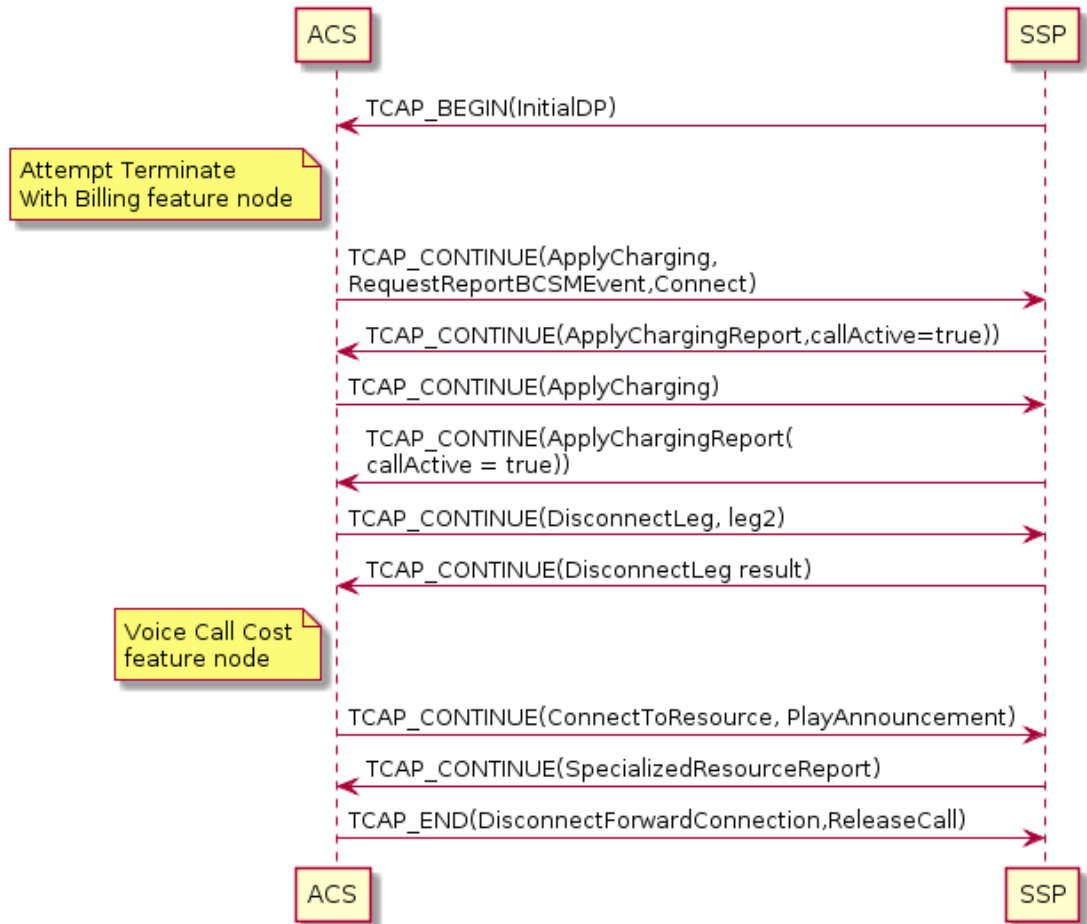 ACS
SSP
TCAP_BEGIN(InitialDP)
Attempt Terminate
With Billing feature node
TCAP_CONTINUE(ApplyCharging,
RequestReportBCSMEvent,Connect)
TCAP_CONTINUE(ApplyChargingReport,callActive=true))
TCAP_CONTINUE(ApplyCharging)
TCAP_CONTINE(ApplyChargingReport(
callActive = true))
TCAP_CONTINUE(DisconnectLeg, leg2)
TCAP_CONTINUE(DisconnectLeg result)
Voice Call Cost
feature node
TCAP_CONTINUE(ConnectToResource, PlayAnnouncement)
TCAP_CONTINUE(SpecializedResourceReport)
TCAP_END(DisconnectForwardConnection,ReleaseCall)
ACS
SSP